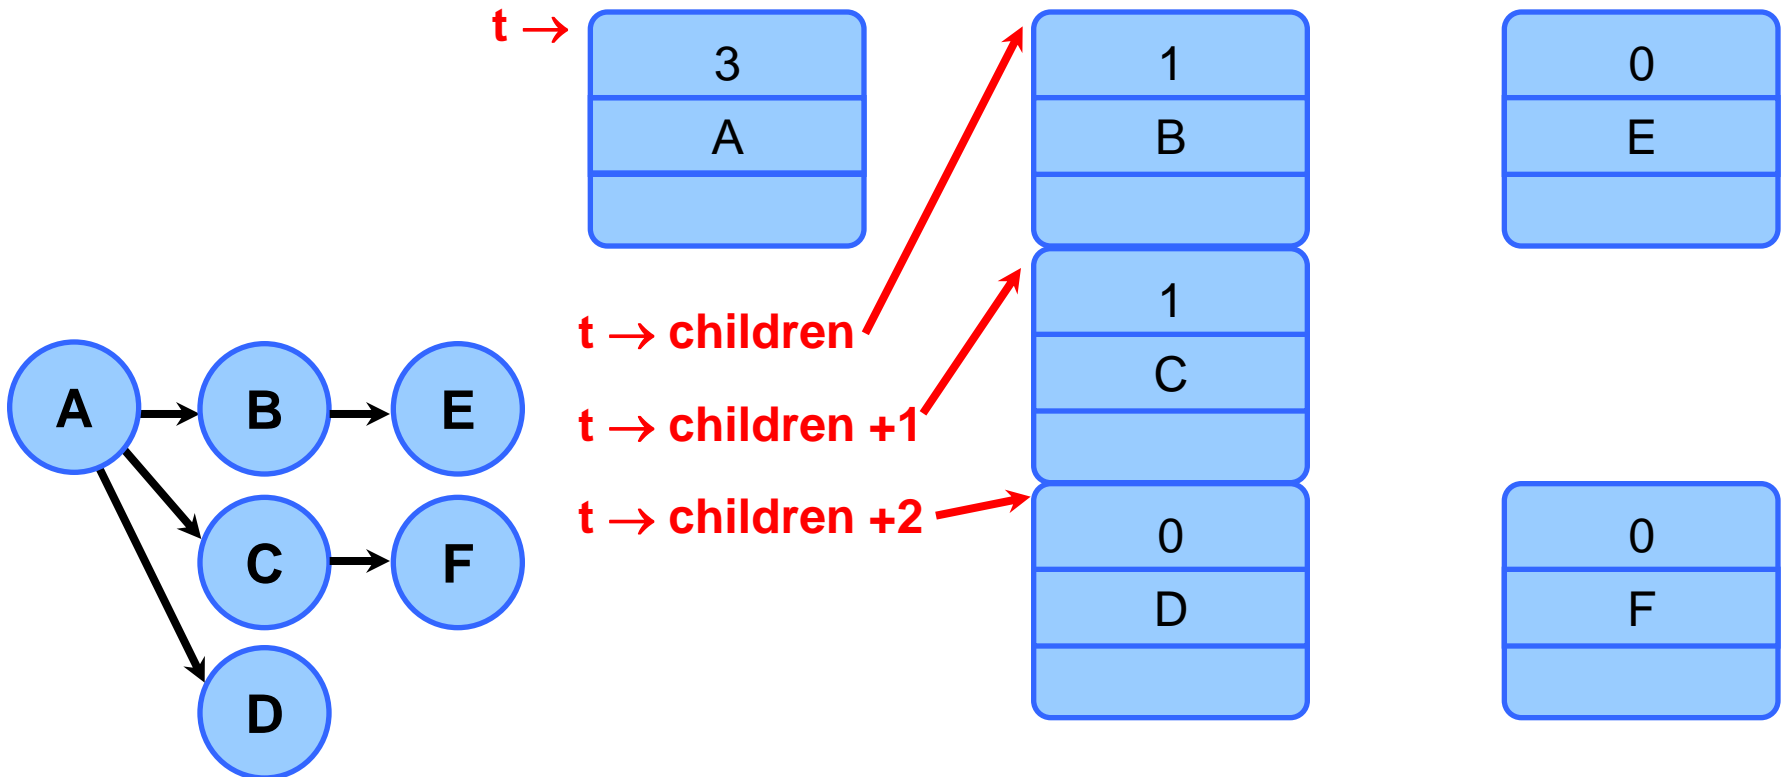 t →
3
A
1
B
0
E
t → children
t → children +1
t → children +2
1
C
0
D
0
F
A
B
E
C
F
D